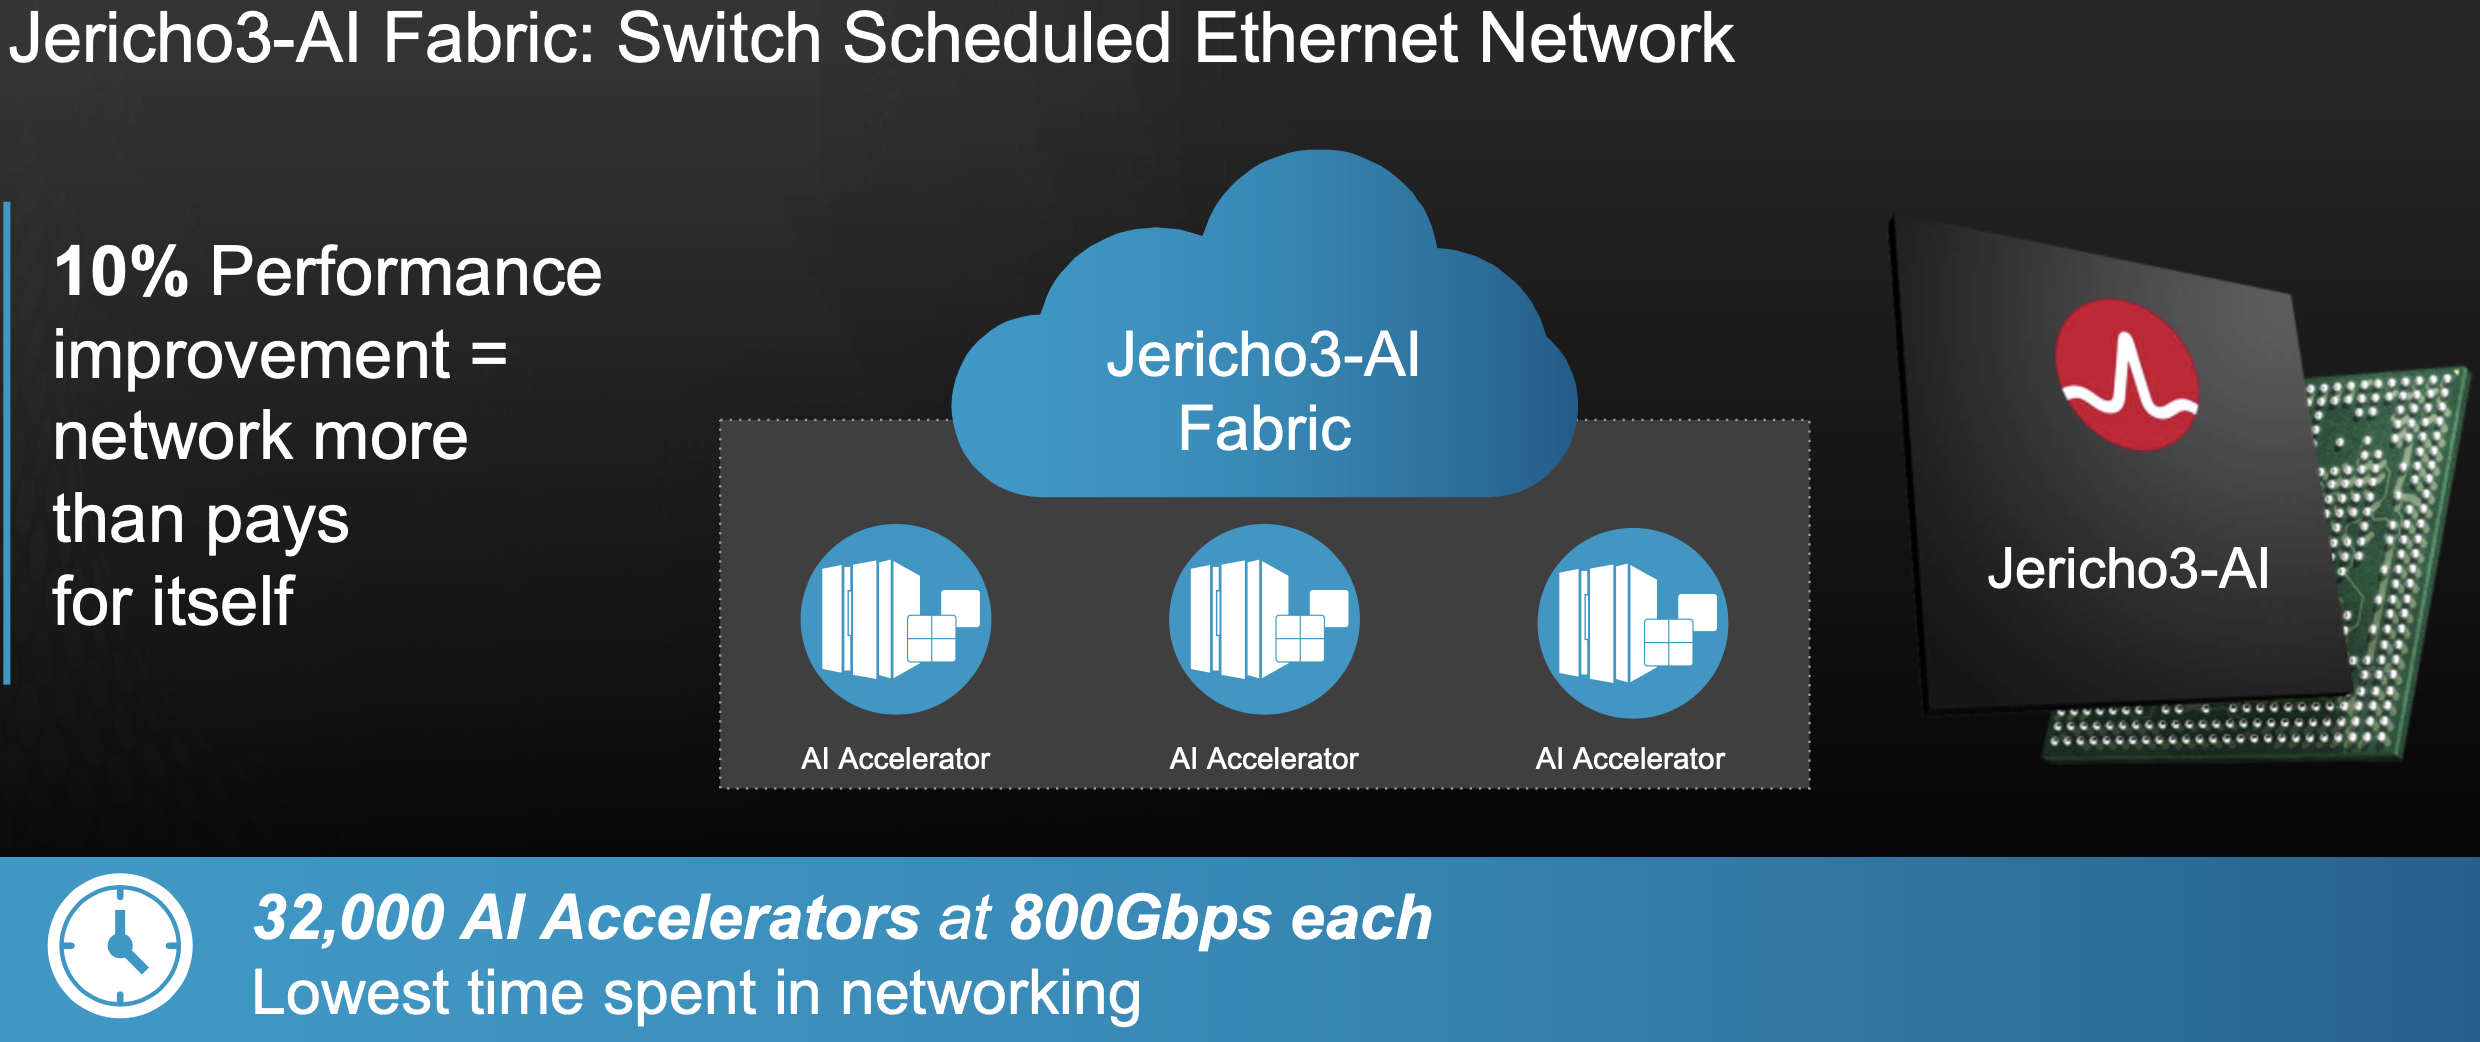 Jericho3-AI Fabric: Switch Scheduled Ethernet Network
10% Performance
improvement =
network more
than pays
for itself
Jericho3-AI
Fabric
AI Accelerator
AI Accelerator
AI Accelerator
Jericho3-AI
32,000 AI Accelerators at 800Gbps each
Lowest time spent in networking